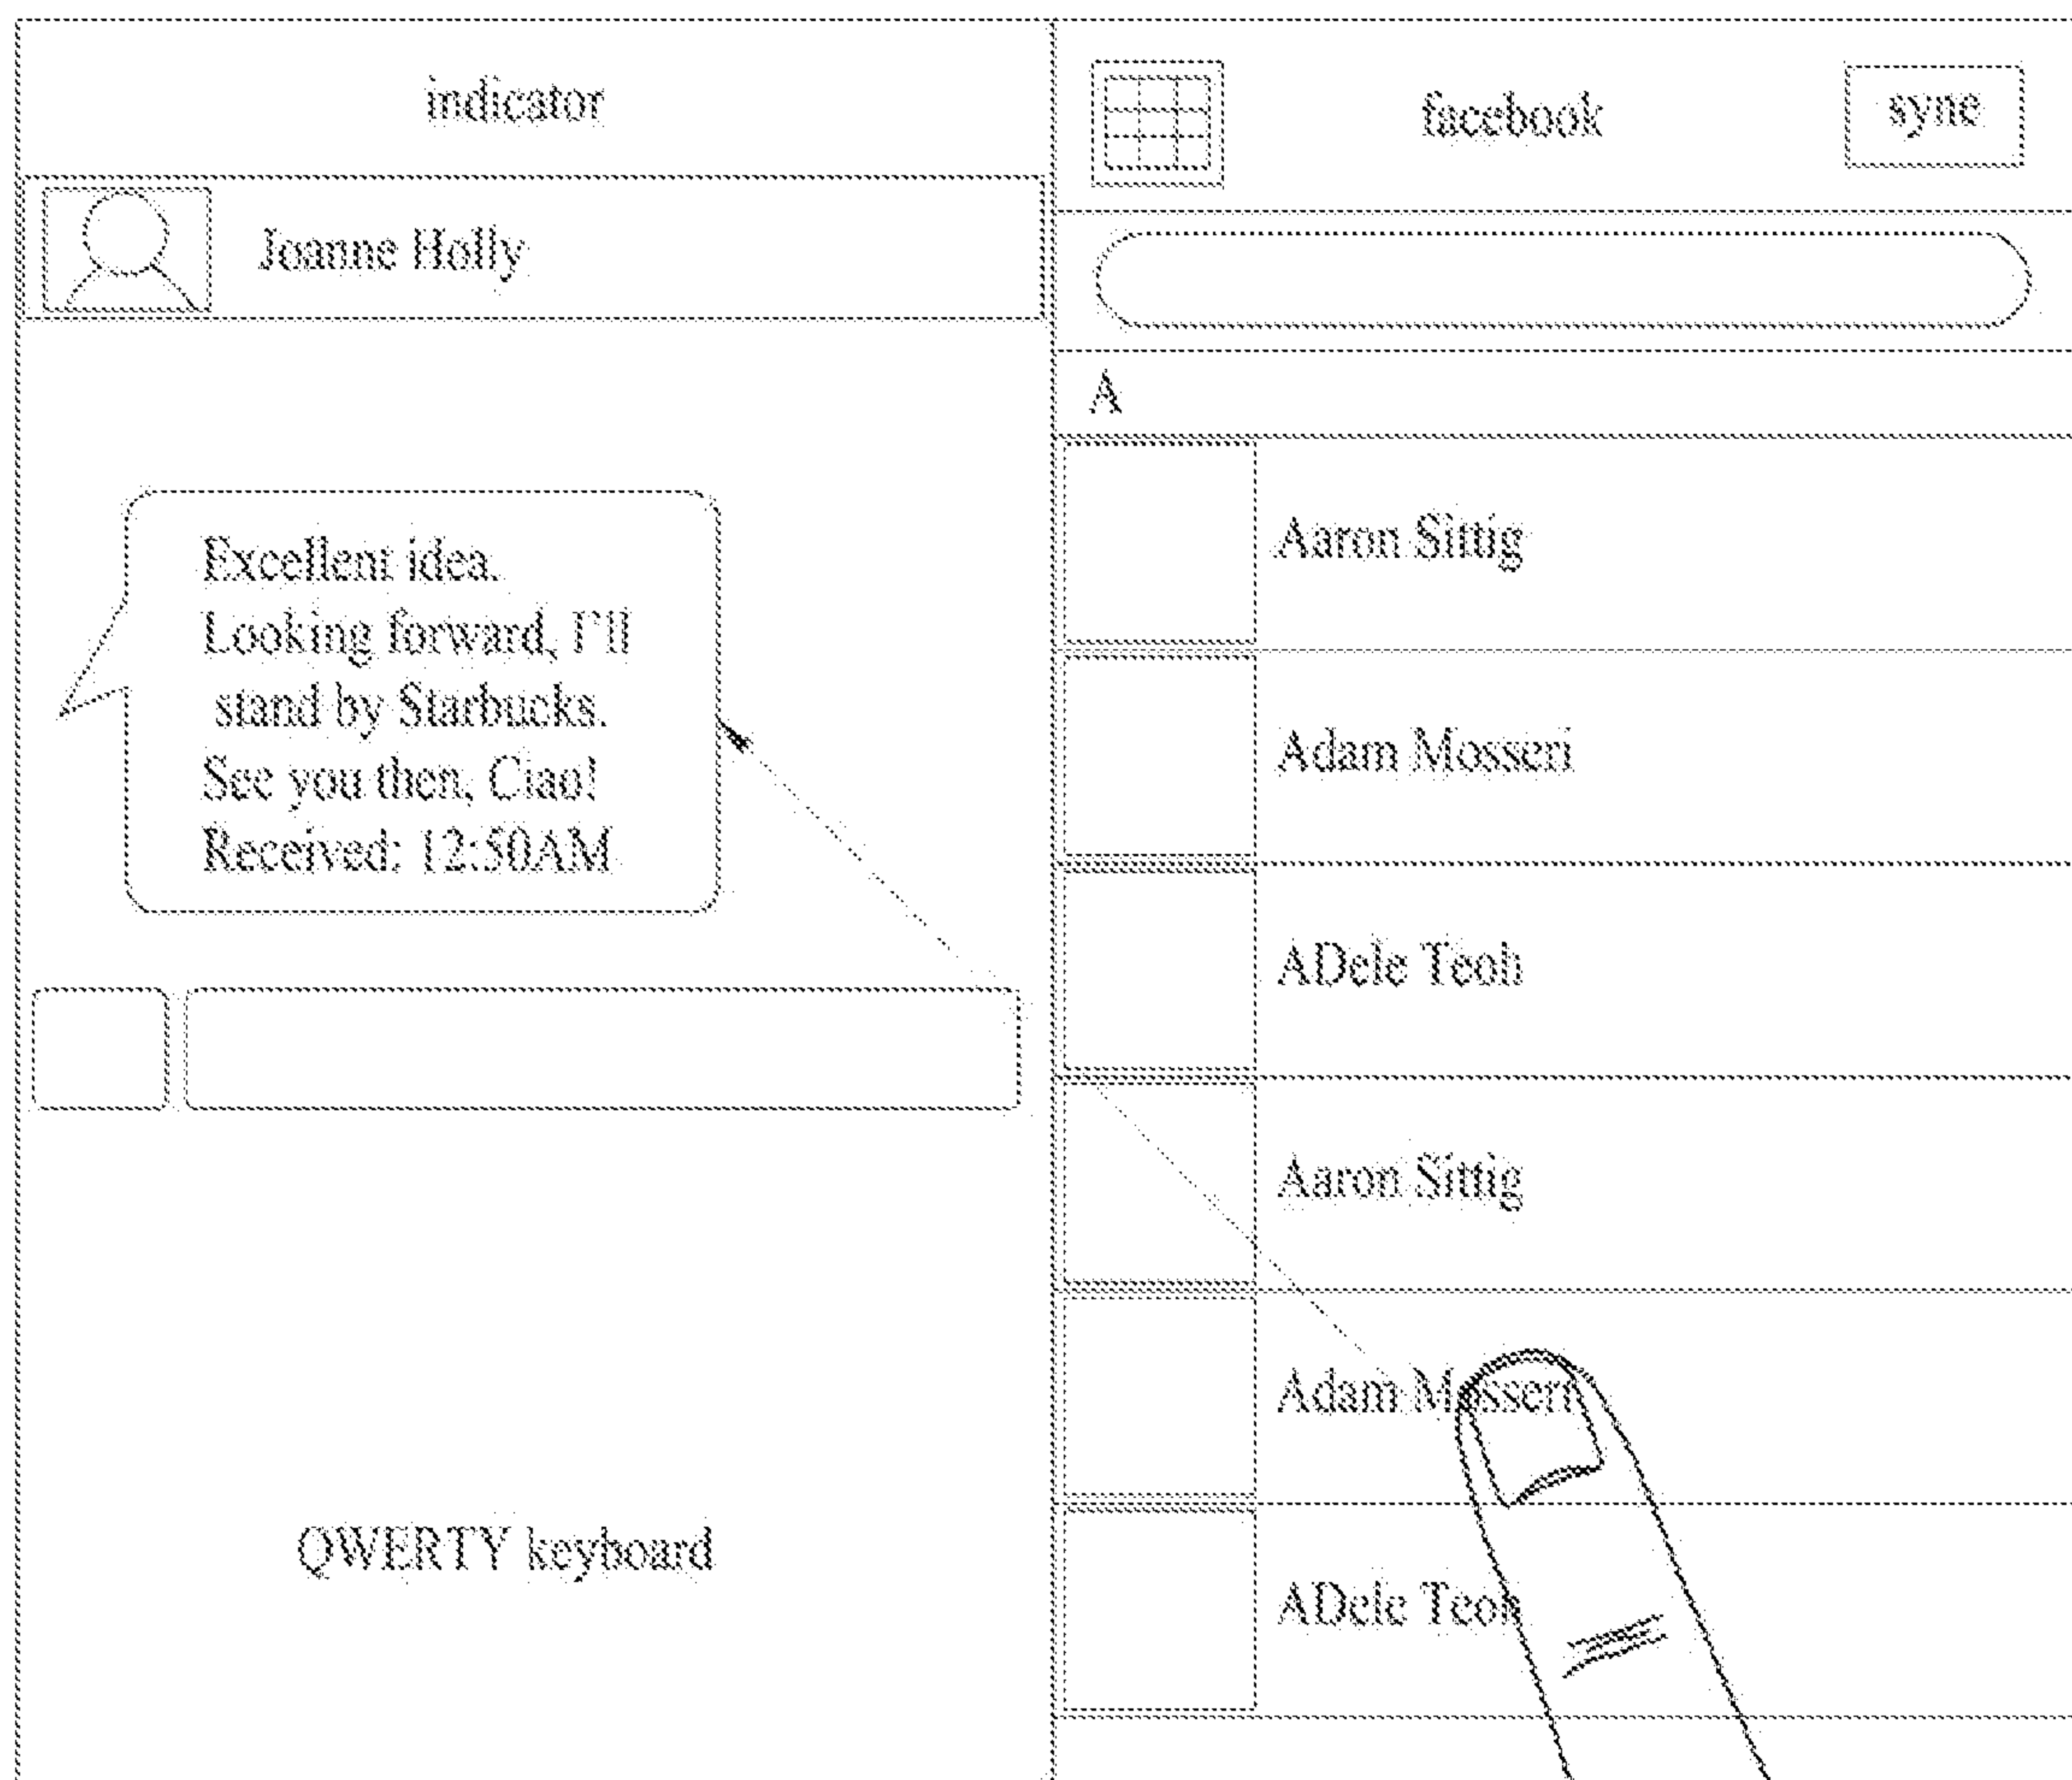 indicator
Joanne Holly
Excellent idea.
Looking forward, I'll
stand by Starbucks.
See you then, Ciao!
Received: 12:50AM
QWERTY keyboard
facebook
syne
A
Aaron Sittig
Adam Mosseri
ADele Teoh
Aaron Sittig
Adam Mosseri
ADele Teoh